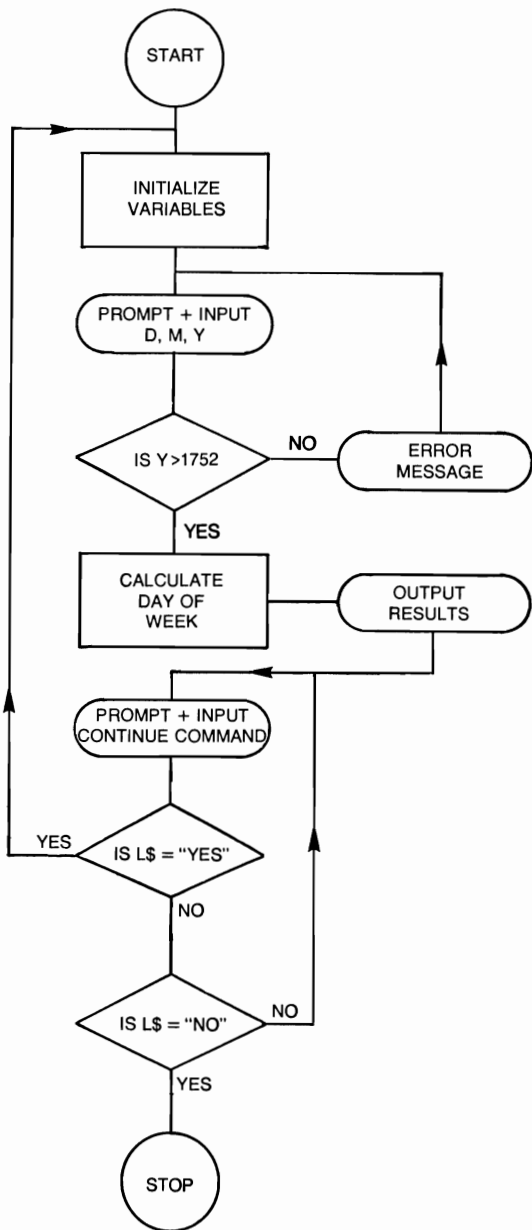 START
INITIALIZE
VARIABLES
PROMPT + INPUT
D, M, Y
IS Y>1752
NO
ERROR
MESSAGE
YES
CALCULATE
DAY OF
WEEK
OUTPUT
RESULTS
PROMPT + INPUT
CONTINUE COMMAND
YES
IS L$ = "YES"
NO
IS L$ = "NO"
NO
YES
STOP